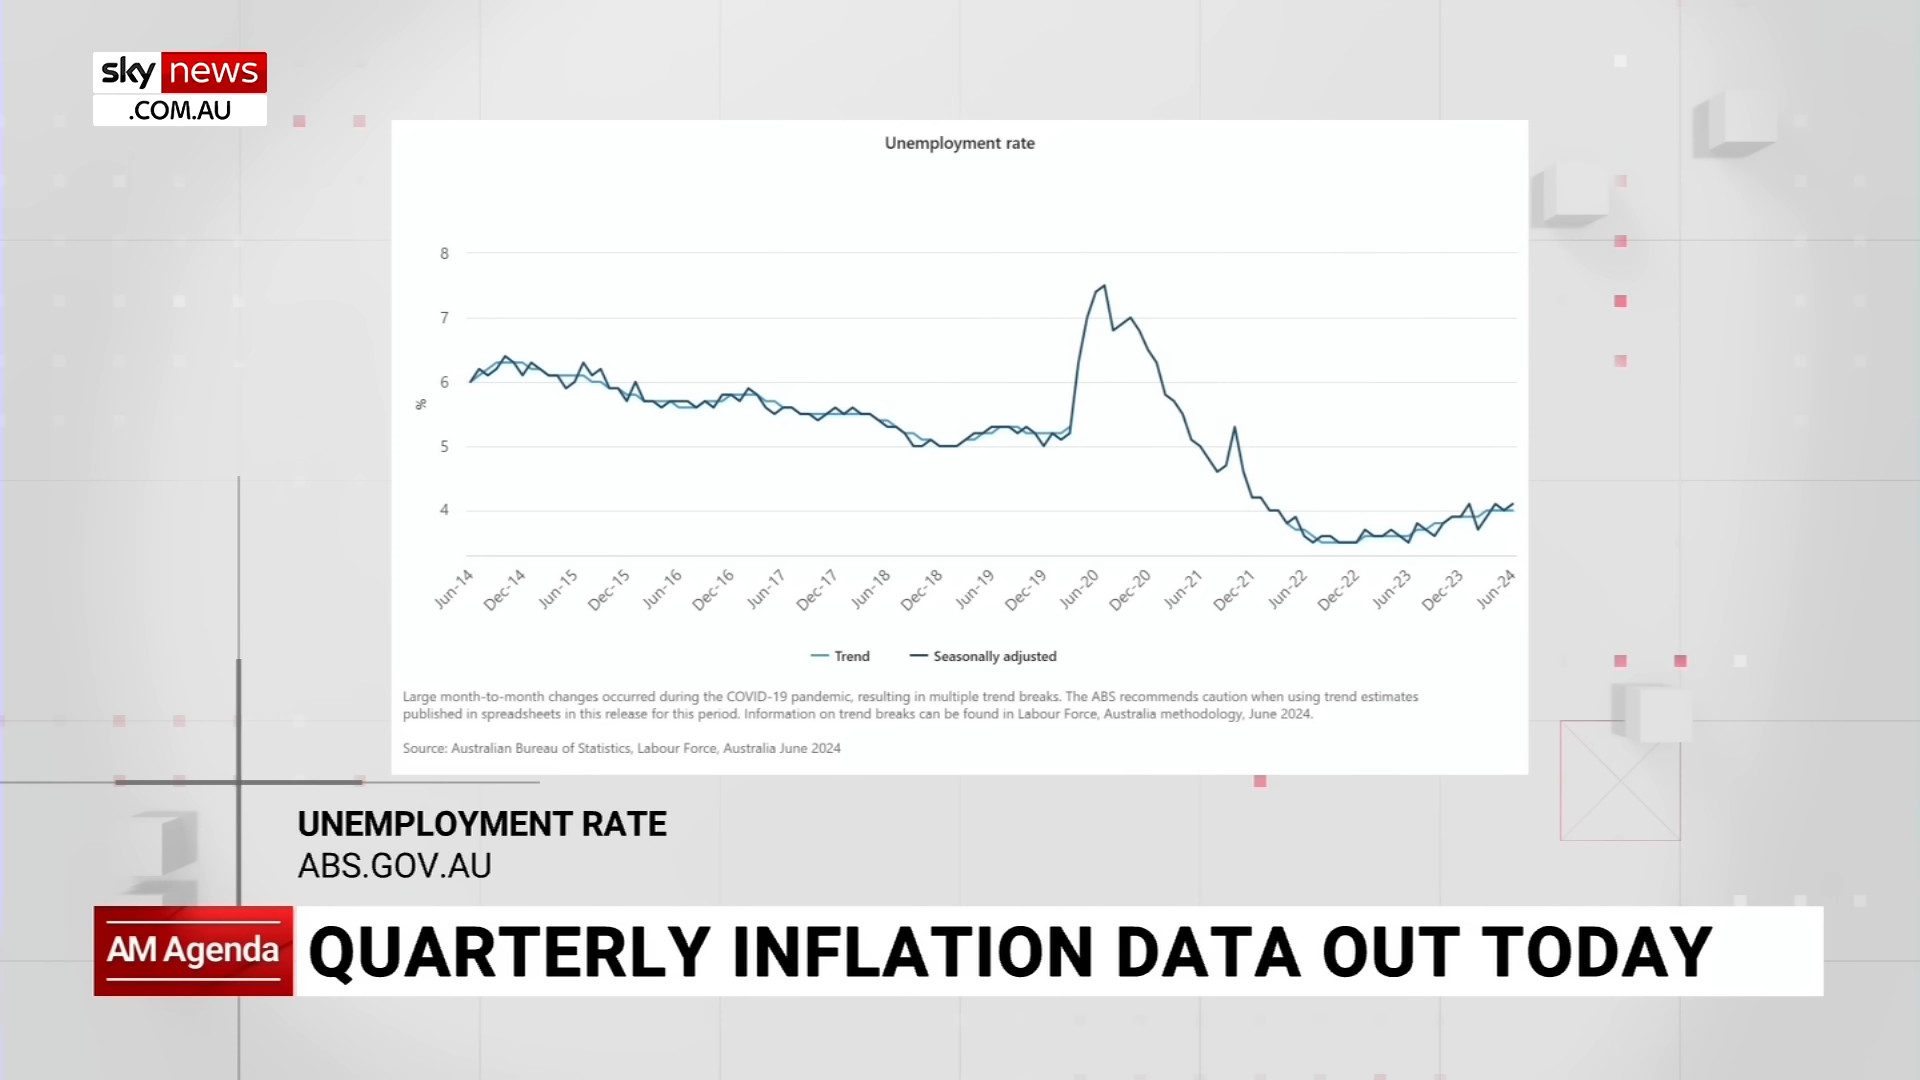 sky news
.COM.AU
Unemployment rate
8
7
6
5
4
%
Jun-14
Dec-14
Jun-15
Dec-15
Jun-16
Dec-16
Jun-17
Dec-17
Jun-18
Dec-18
Jun-19
Dec-19
Jun-20
Dec-20
Jun-21
Dec-21
Jun-22
Dec-22
Jun-23
Dec-23
Jun-24
Trend
Seasonally adjusted
Large month-to-month changes occurred during the COVID-19 pandemic, resulting in multiple trend breaks. The ABS recommends caution when using trend estimates
published in spreadsheets in this release for this period. Information on trend breaks can be found in Labour Force, Australia methodology, June 2024.
Source: Australian Bureau of Statistics, Labour Force, Australia June 2024
UNEMPLOYMENT RATE
ABS.GOV.AU
AM Agenda
QUARTERLY INFLATION DATA OUT TODAY